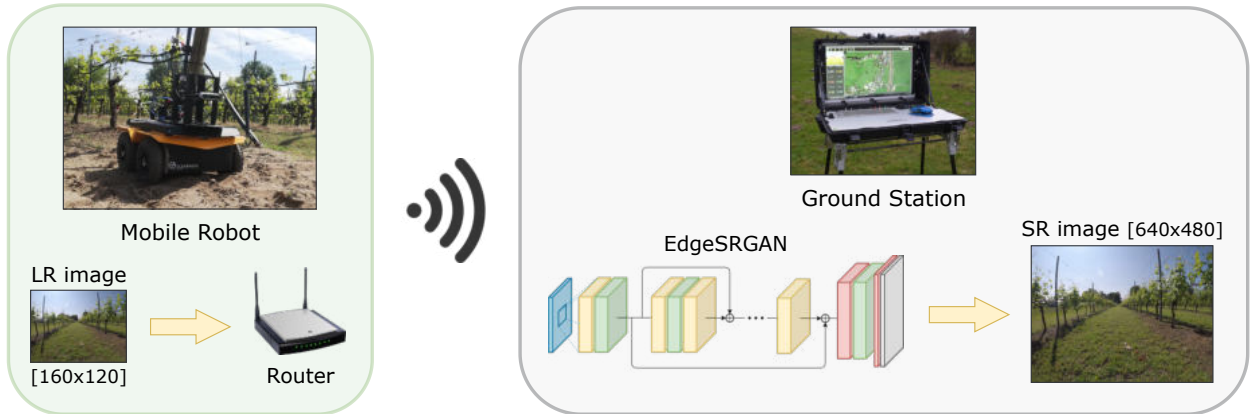 Mobile Robot
LR image
[160x120]
Router
Ground Station
EdgeSRGAN
SR image [640x480]